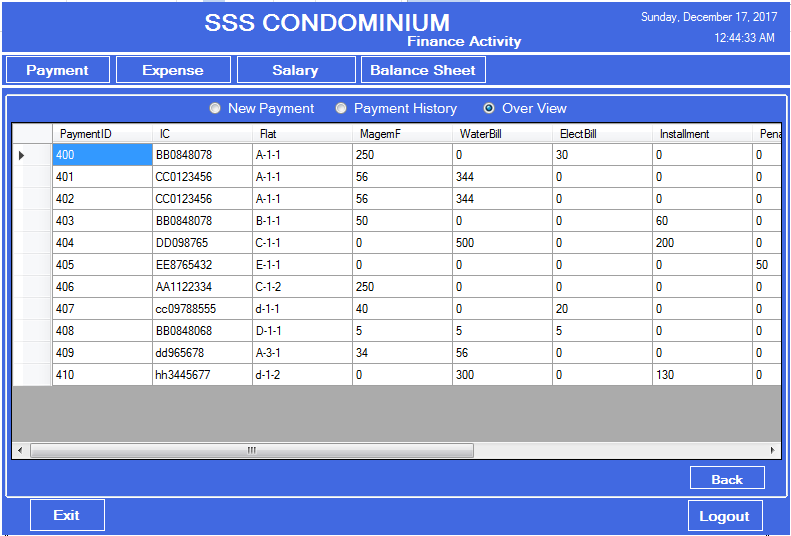 SSS CONDOMINIUM
Sunday, December 17, 2017
Finance Activity
12:44:33 AM
Payment Expense Salary Balance Sheet
New Payment Payment History Over View
PaymentID IC Flat MagemF WaterBill ElectBill Installment Pena
400 BB0848078 A-1-1 250 0 30 0 0
401 CC0123456 A-1-1 56 344 0 0 0
402 CC0123456 A-1-1 56 344 0 0 0
403 BB0848078 B-1-1 50 0 0 60 0
404 DD098765 C-1-1 0 500 0 200 0
405 EE8765432 E-1-1 0 0 0 0 50
406 AA1122334 C-1-2 250 0 0 0 0
407 cc09788555 d-1-1 40 0 20 0 0
408 BB0848068 D-1-1 5 5 5 0 0
409 dd965678 A-3-1 34 56 0 0 0
410 hh3445677 d-1-2 0 300 0 130 0
Back
Exit Logout